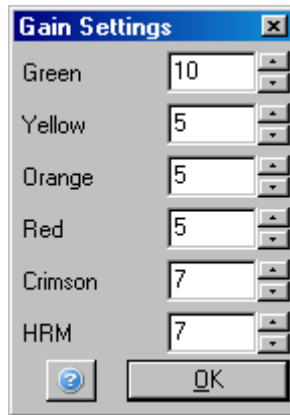 Gain Settings
Green 10
Yellow 5
Orange 5
Red 5
Crimson 7
HRM 7
? OK